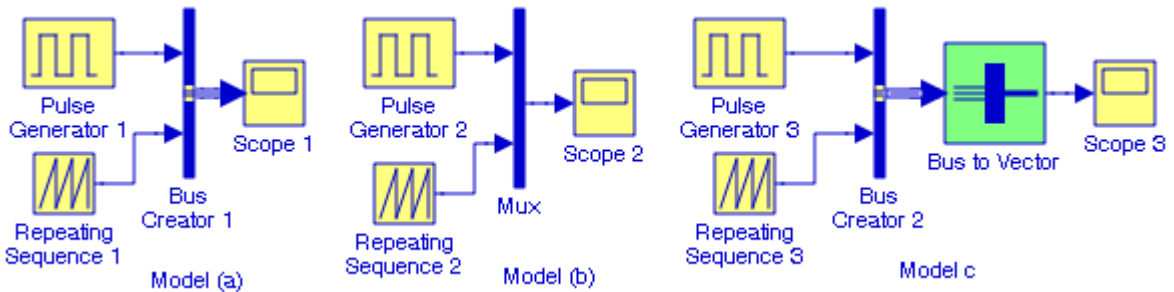 Pulse
Generator 1
Scope 1
Repeating
Sequence 1
Bus
Creator 1
Model (a)
Pulse
Generator 2
Scope 2
Repeating
Sequence 2
Mux
Model (b)
Pulse
Generator 3
Bus to Vector
Scope 3
Repeating
Sequence 3
Bus
Creator 2
Model c